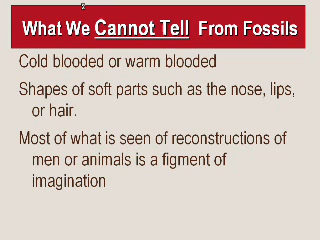 What We Cannot Tell From Fossils
Cold blooded or warm blooded
Shapes of soft parts such as the nose, lips,
or hair.
Most of what is seen of reconstructions of
men or animals is a figment of
imagination